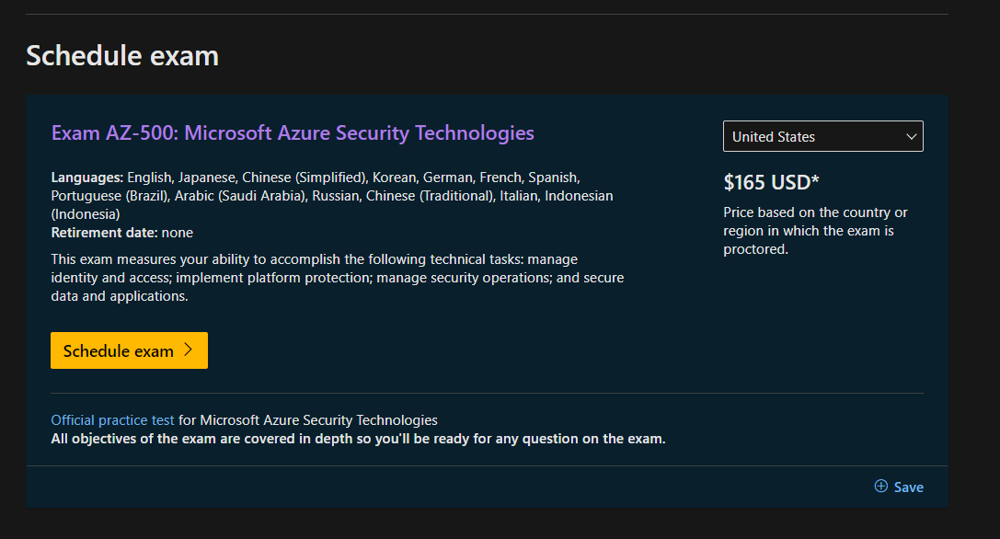 Schedule exam
Exam AZ-500: Microsoft Azure Security Technologies
Languages: English, Japanese, Chinese (Simplified), Korean, German, French, Spanish,
Portuguese (Brazil), Arabic (Saudi Arabia), Russian, Chinese (Traditional), Italian, Indonesian
(Indonesia)
Retirement date: none
This exam measures your ability to accomplish the following technical tasks: manage
identity and access; implement platform protection; manage security operations; and secure
data and applications.
Schedule exam
United States
$165 USD*
Price based on the country or
region in which the exam is
proctored.
Official practice test for Microsoft Azure Security Technologies
All objectives of the exam are covered in depth so you'll be ready for any question on the exam.
Save